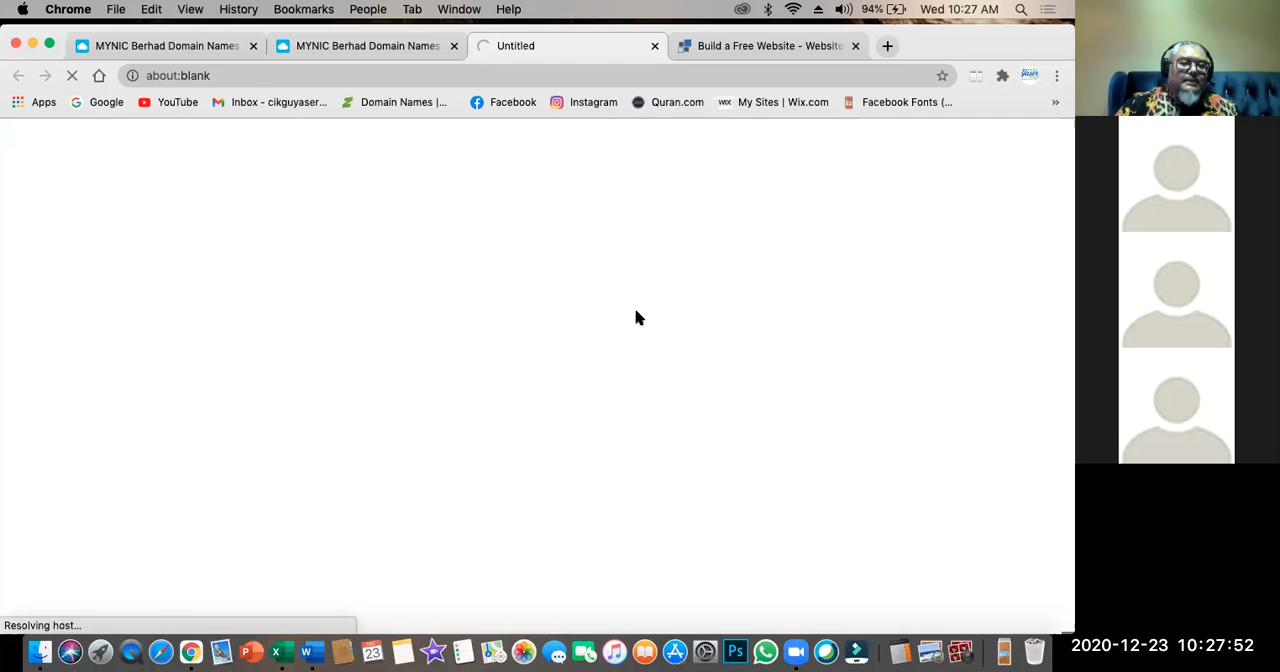 Chrome File Edit View History Bookmarks People Tab Window Help 94% Wed 10:27 AM
MYNIC Berhad Domain Names MYNIC Berhad Domain Names Untitled Build a Free Website - Website
about:blank
Apps Google YouTube Inbox - cikguyaser... Domain Names |... Facebook Instagram Quran.com WIX My Sites | Wix.com Facebook Fonts (... »
Resolving host...
23
Ps
2020-12-23 10:27:52